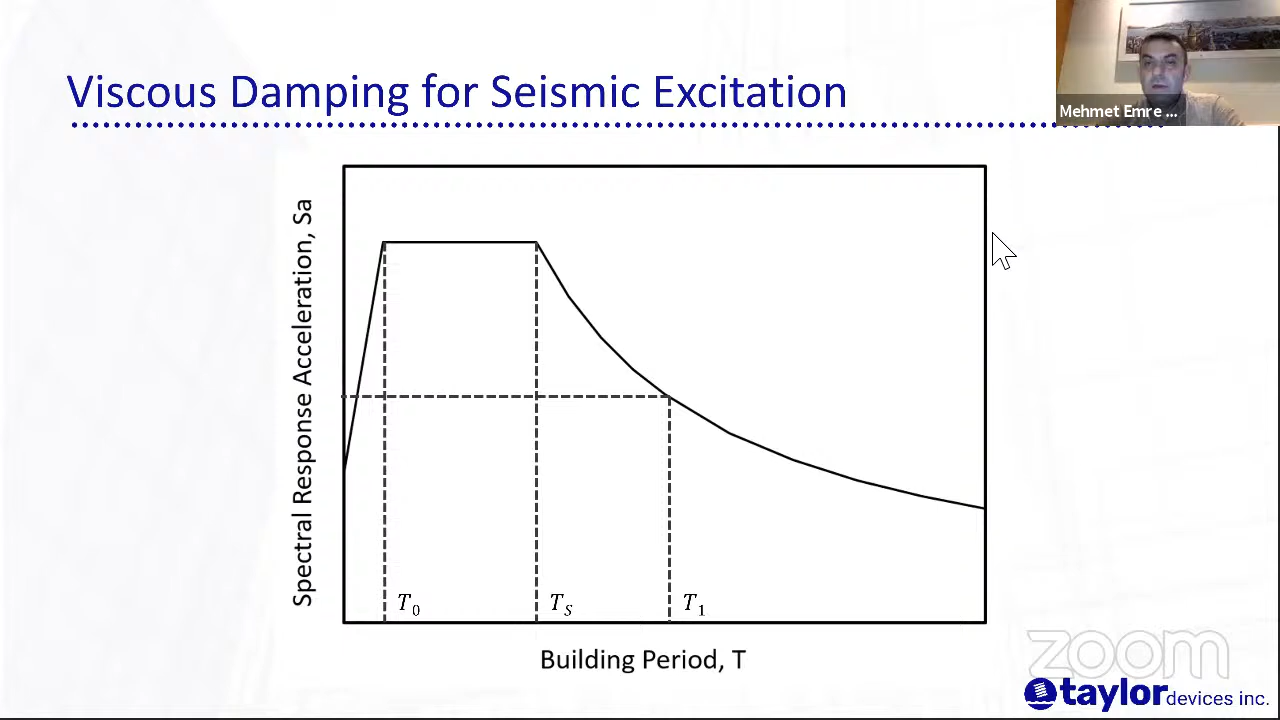 Viscous Damping for Seismic Excitation
Mehmet Emre ...
Spectral Response Acceleration, Sa
T0
TS
T1
Building Period, T
zoom
taylor devices inc.